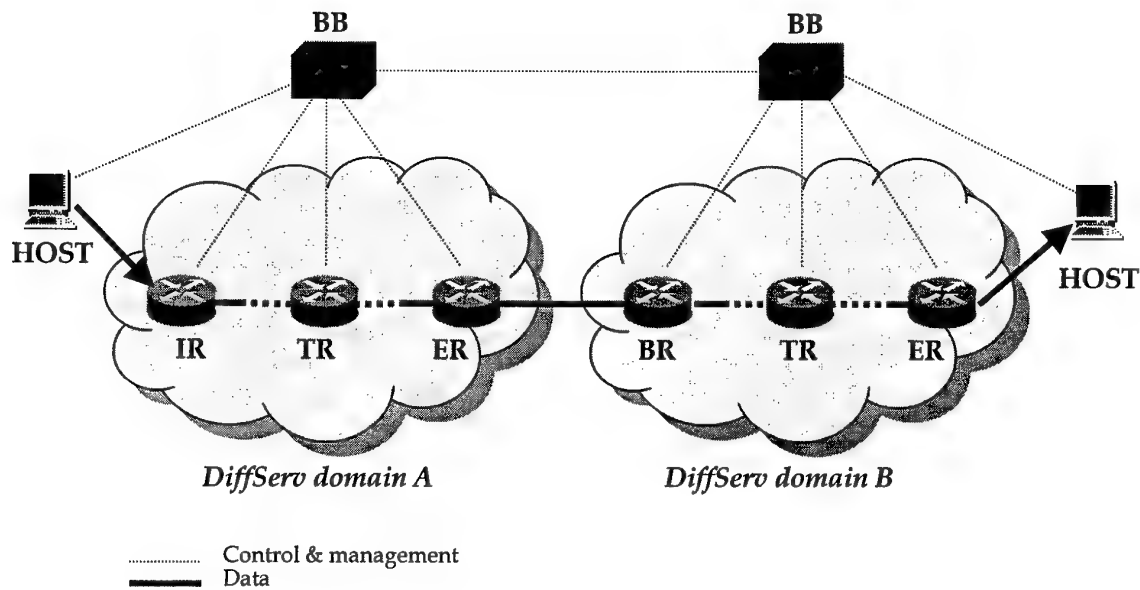 BB BB
HOST
HOST
IR TR ER BR TR ER
DiffServ domain A DiffServ domain B
Control & management
Data